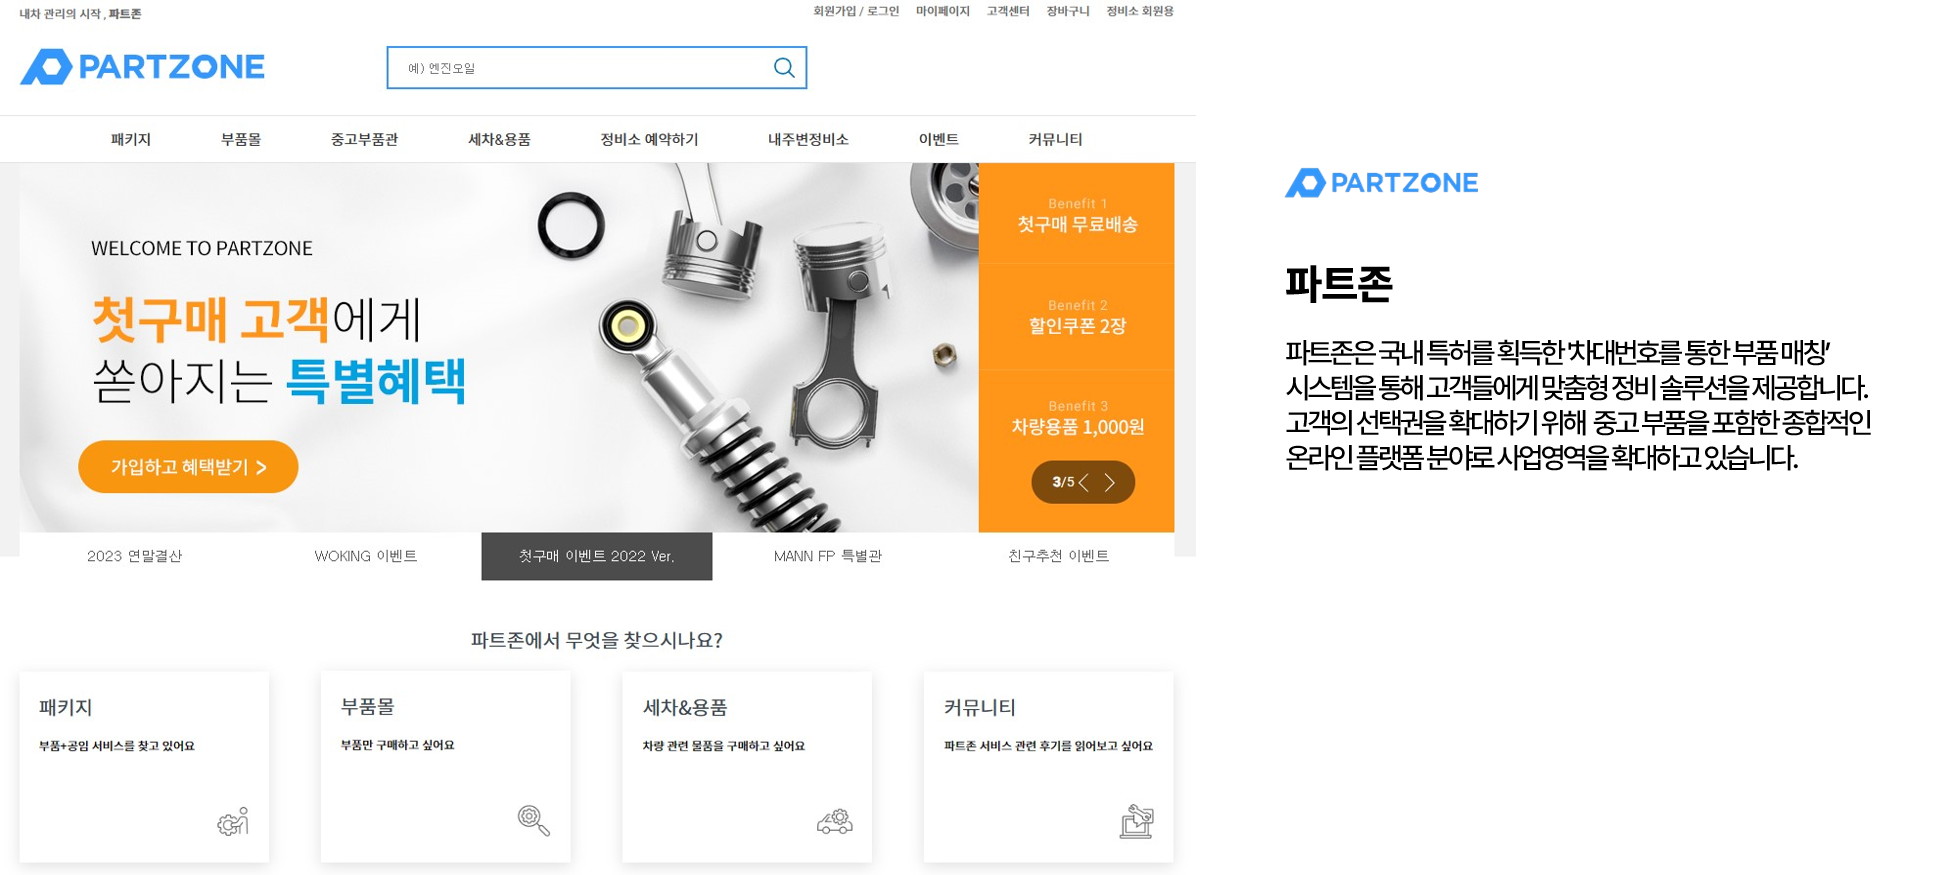 내차 관리의 시작 , 파트존
회원가입 / 로그인 마이페이지 고객센터 장바구니 정비소 회원용
PARTZONE
예) 엔진오일
패키지 부품몰 중고부품관 세차&용품 정비소 예약하기 내주변정비소 이벤트 커뮤니티
WELCOME TO PARTZONE
첫구매 고객에게
쏟아지는 특별혜택
가입하고 혜택받기 >
Benefit 1
첫구매 무료배송
Benefit 2
할인쿠폰 2장
Benefit 3
차량용품 1,000원
3/5
2023 연말결산 WOKING 이벤트 첫구매 이벤트 2022 Ver. MANN FP 특별관 친구추천 이벤트
파트존에서 무엇을 찾으시나요?
패키지
부품+공임 서비스를 찾고 있어요
부품몰
부품만 구매하고 싶어요
세차&용품
차량 관련 물품을 구매하고 싶어요
커뮤니티
파트존 서비스 관련 후기를 읽어보고 싶어요
PARTZONE
파트존
파트존은 국내 특허를 획득한 '차대번호를 통한 부품 매칭'
시스템을 통해 고객들에게 맞춤형 정비 솔루션을 제공합니다.
고객의 선택권을 확대하기 위해 중고 부품을 포함한 종합적인
온라인 플랫폼 분야로 사업영역을 확대하고 있습니다.